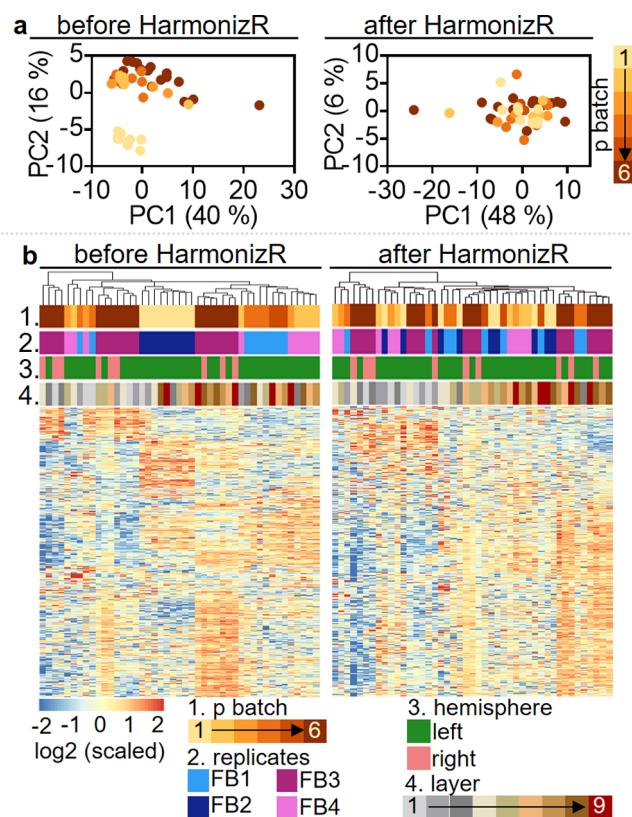 a before HarmonizR after HarmonizR
PC2 (16 %)
5
0
-5
-10
-10 0 10 20 30
PC1 (40 %)
PC2 (6 %)
10
5
0
-5
-10
-30 -20 -10 0 10
PC1 (48 %)
p batch
1
6
b before HarmonizR after HarmonizR
1.
2.
3.
4.
-2 -1 0 1 2
log2 (scaled)
1. p batch
1 6
2. replicates
FB1 FB3
FB2 FB4
3. hemisphere
left
right
4. layer
1 9